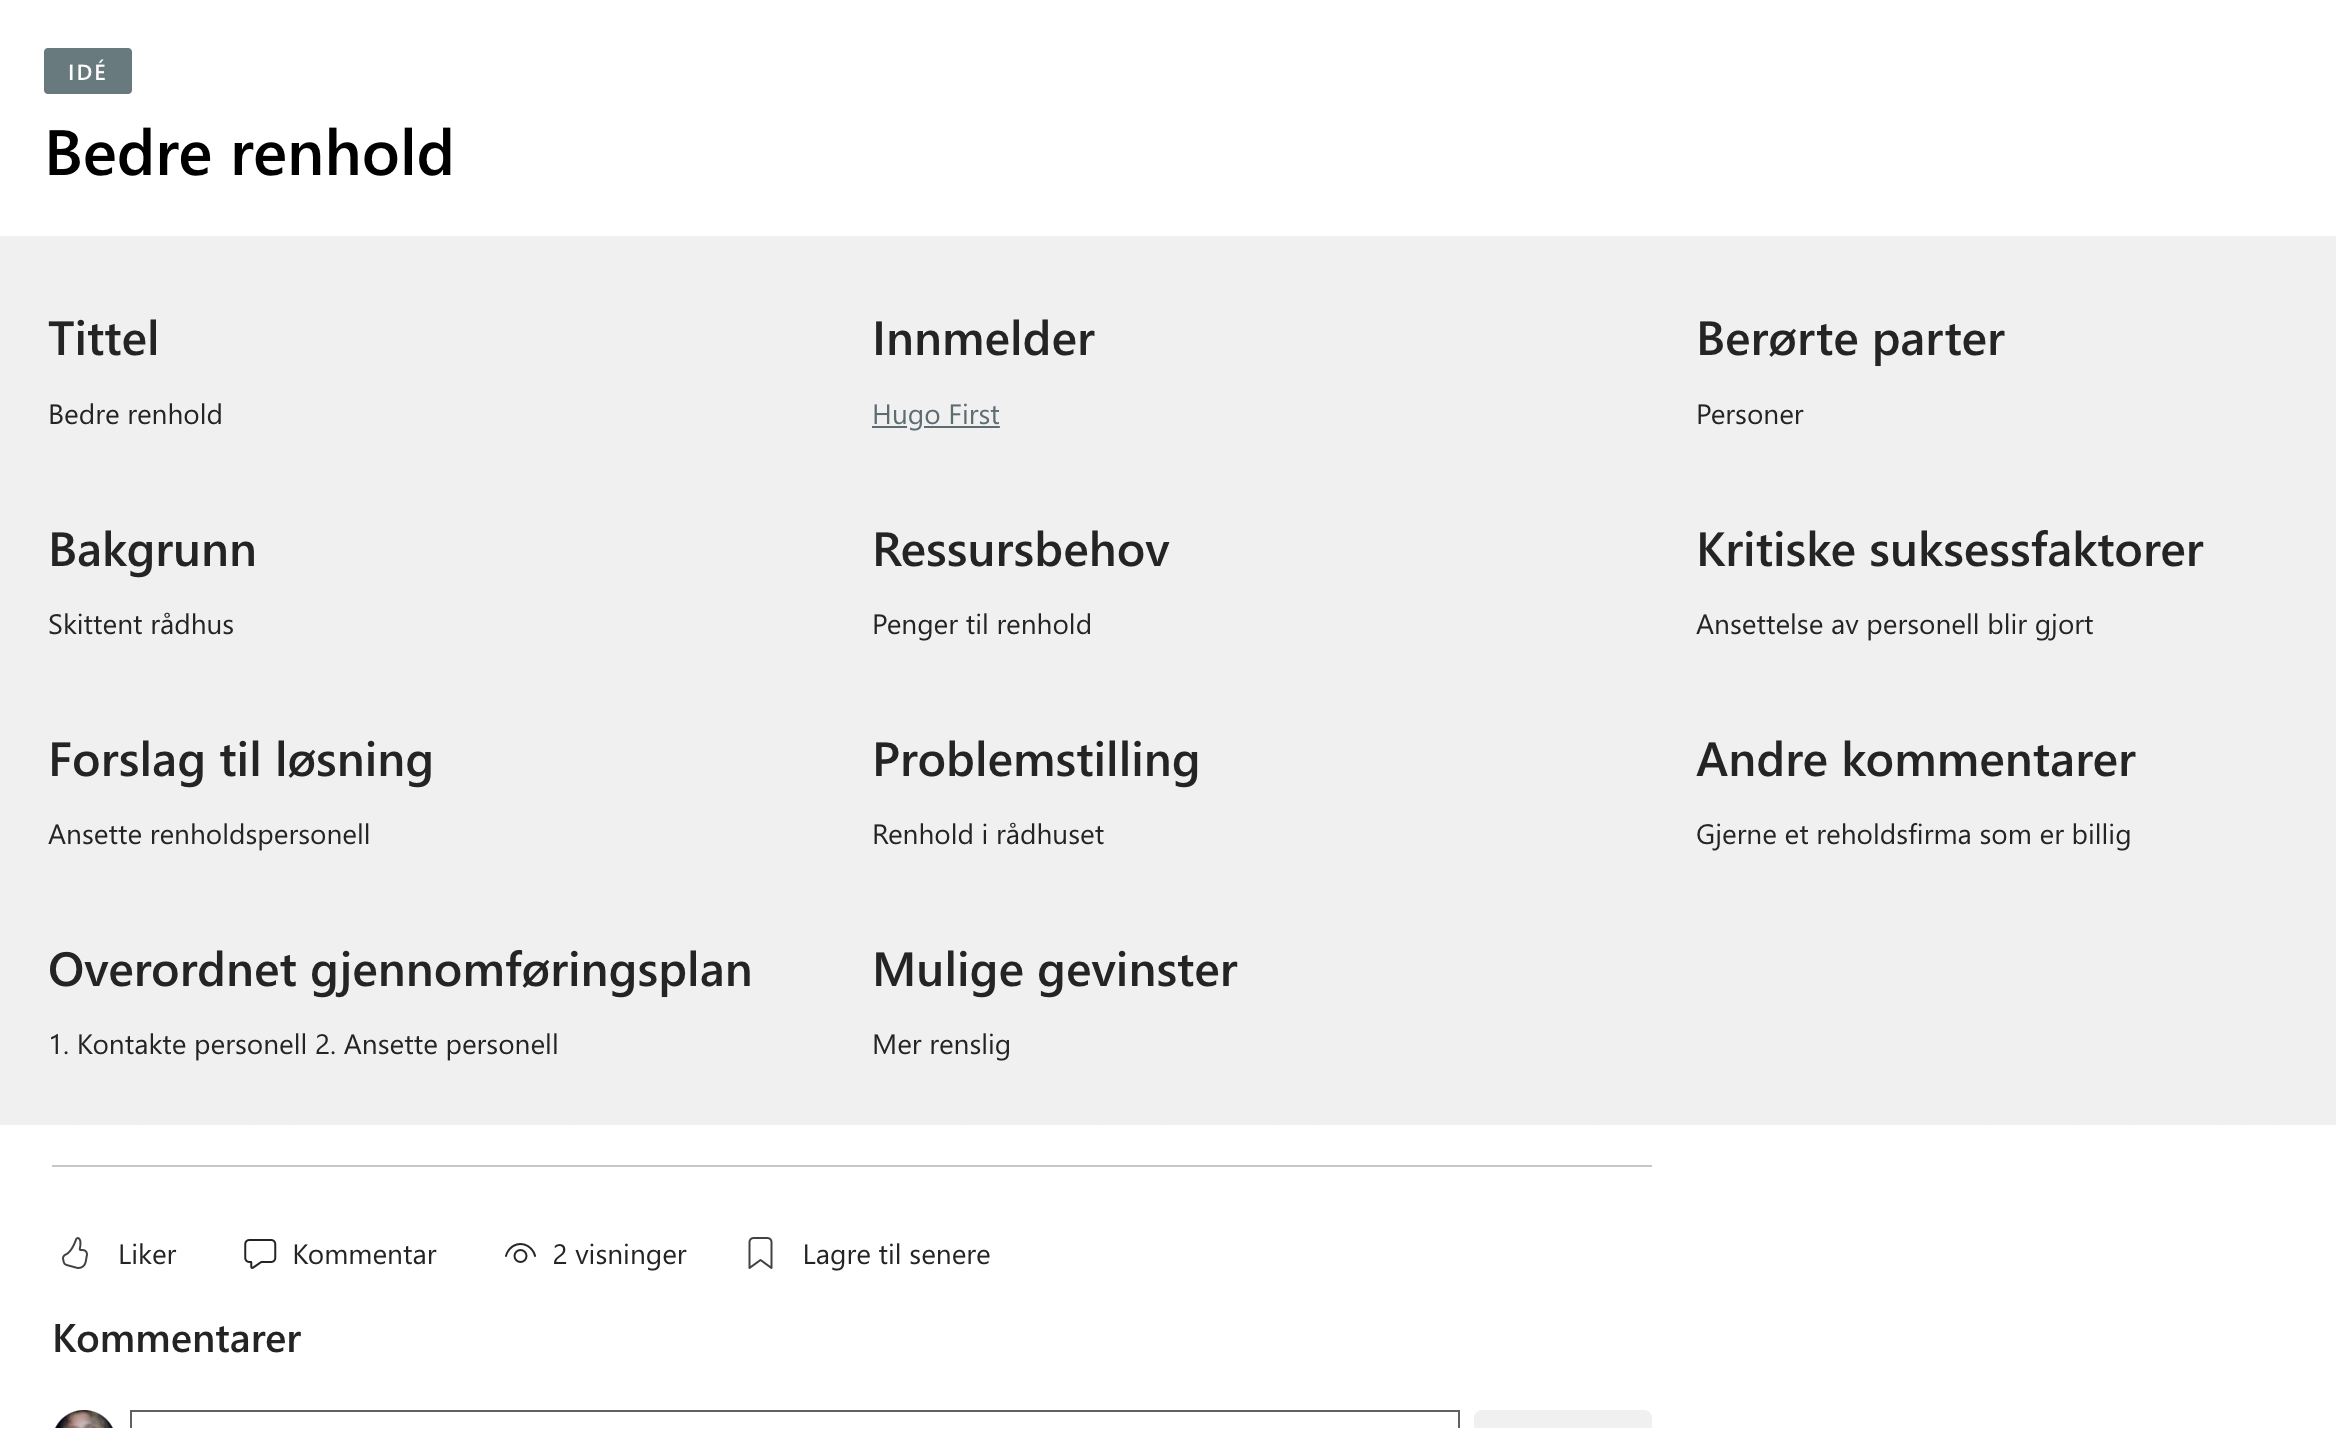 IDÉ
Bedre renhold
Tittel
Bedre renhold
Innmelder
Hugo First
Berørte parter
Personer
Bakgrunn
Skittent rådhus
Ressursbehov
Penger til renhold
Kritiske suksessfaktorer
Ansettelse av personell blir gjort
Forslag til løsning
Ansette renholdspersonell
Problemstilling
Renhold i rådhuset
Andre kommentarer
Gjerne et reholdsfirma som er billig
Overordnet gjennomføringsplan
1. Kontakte personell 2. Ansette personell
Mulige gevinster
Mer renslig
Liker
Kommentar
2 visninger
Lagre til senere
Kommentarer